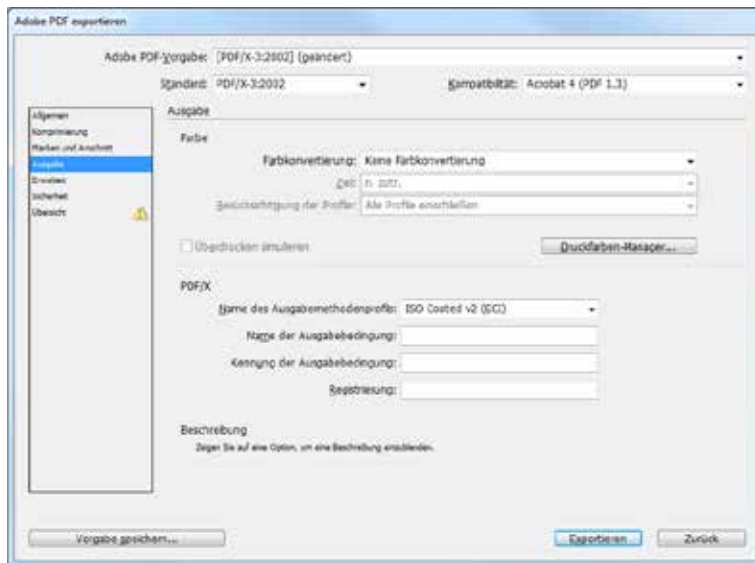 Adobe PDF exportieren
Adobe PDF-Vorgabe: [PDF/X-3:2002] (geändert)
Standard: PDF/X-3:2002 Kompatibilität: Acrobat 4 (PDF 1.3)
Allgemein
Komprimierung
Marken und Anschnitt
Ausgabe
Erweitert
Sicherheit
Übersicht
Ausgabe
Farbe
Farbkonvertierung: Keine Farbkonvertierung
Ziel: n. zutr.
Berücksichtigung der Profile: Alle Profile einschließen
Überdrucken simulieren Druckfarben-Manager...
PDF/X
Name des Ausgabemethodenprofils: ISO Coated v2 (ECI)
Name der Ausgabebedingung:
Kennung der Ausgabebedingung:
Registrierung:
Beschreibung
Zeigen Sie auf eine Option, um eine Beschreibung einzublenden.
Vorgabe speichern... Exportieren Zurück